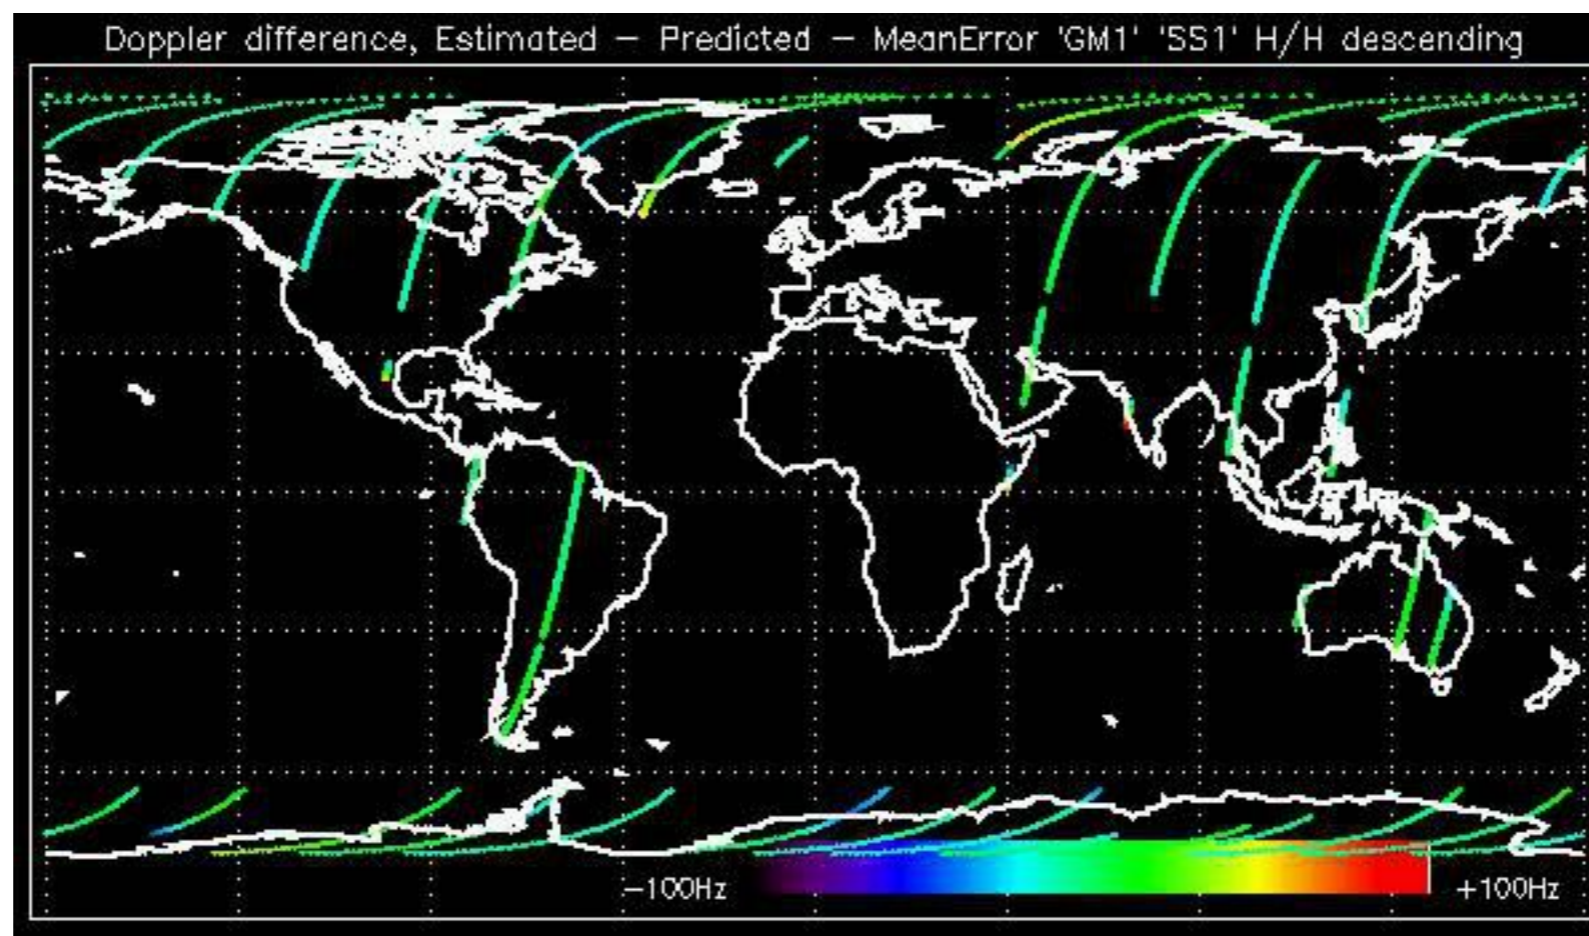 Doppler difference, Estimated – Predicted – MeanError 'GM1' 'SS1' H/H descending
–100Hz
+100Hz